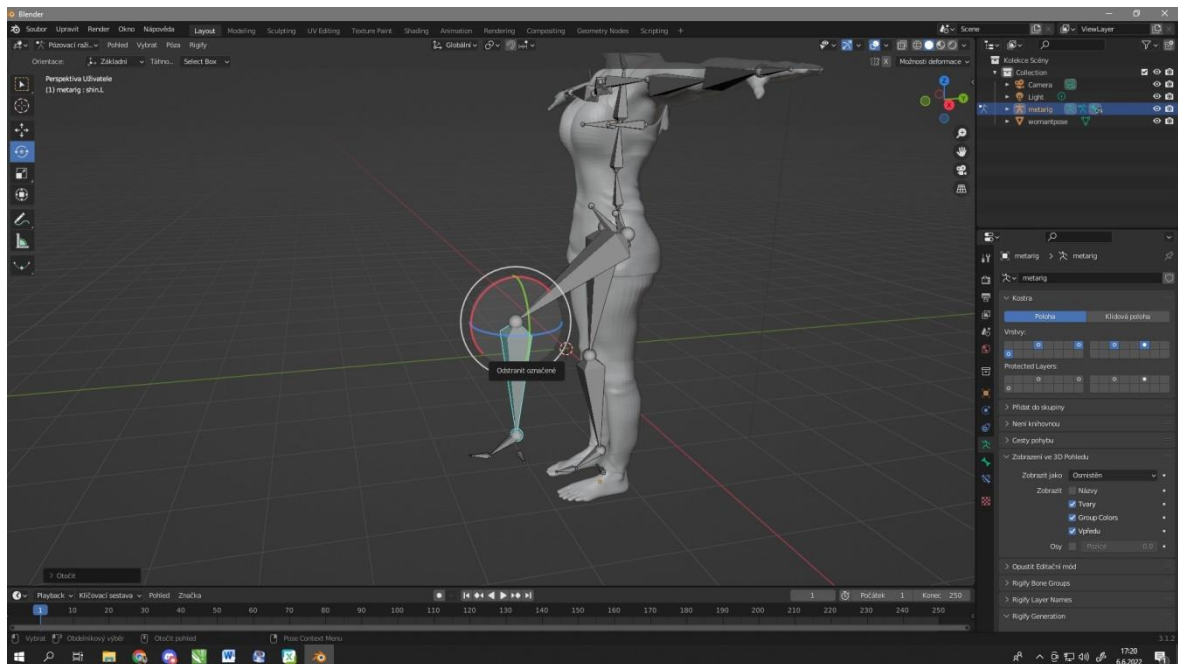 Blender
Soubor Upravit Render Okno Nápověda Layout Modeling Sculpting UV Editing Texture Paint Shading Animation Rendering Compositing Geometry Nodes Scripting + Scene ViewLayer
Pózovací raži.. Pohled Vybrat Póza Rigify Globální
Orientace: Základní Táhno.. Select Box Možnosti deformace
Perspektiva Uživatele
(1) metarig : shin.L
Z
Y
X
Odstranit označené
Otočit
Kolekce Scény
Collection
Camera
Light
metarig
womantpose
metarig > metarig
metarig
Kostra
Poloha Klidová poloha
Vrstvy:
Protected Layers:
Přidat do skupiny
Není knihovnou
Cesty pohybu
Zobrazení ve 3D Pohledu
Zobrazit jako Osmistěn
Zobrazit Názvy
Tvary
Group Colors
Vpředu
Osy Pozice 0.0
Opustit Editační mód
Rigify Bone Groups
Rigify Layer Names
Rigify Generation
Playback Klíčovací sestava Pohled Značka 1 Počátek 1 Konec 250
1 10 20 30 40 50 60 70 80 90 100 110 120 130 140 150 160 170 180 190 200 210 220 230 240 250
Vybrat Obdélníkový výběr Otočit pohled Pose Context Menu 3.1.2
17:20
6.6.2022